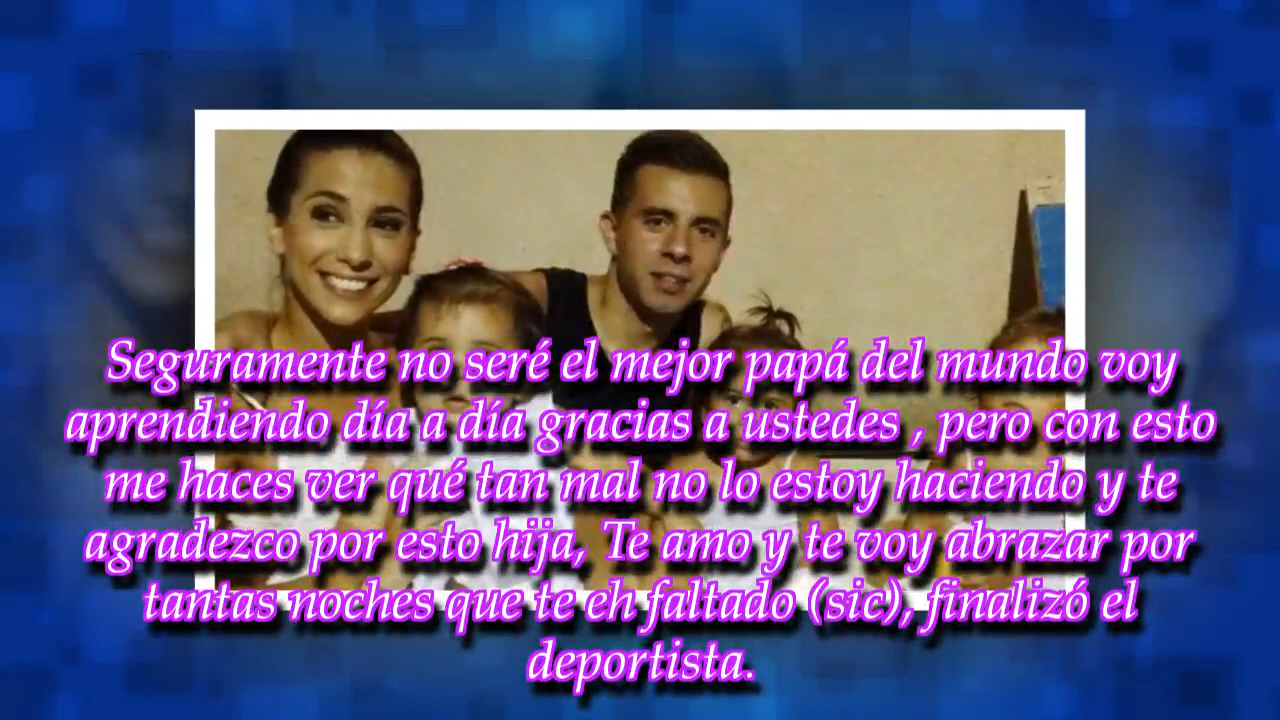 Seguramente no seré el mejor papá del mundo voy
aprendiendo día a día gracias a ustedes , pero con esto
me haces ver qué tan mal no lo estoy haciendo y te
agradezco por esto hija, Te amo y te voy abrazar por
tantas noches que te eh faltado (sic), finalizó el
deportista.